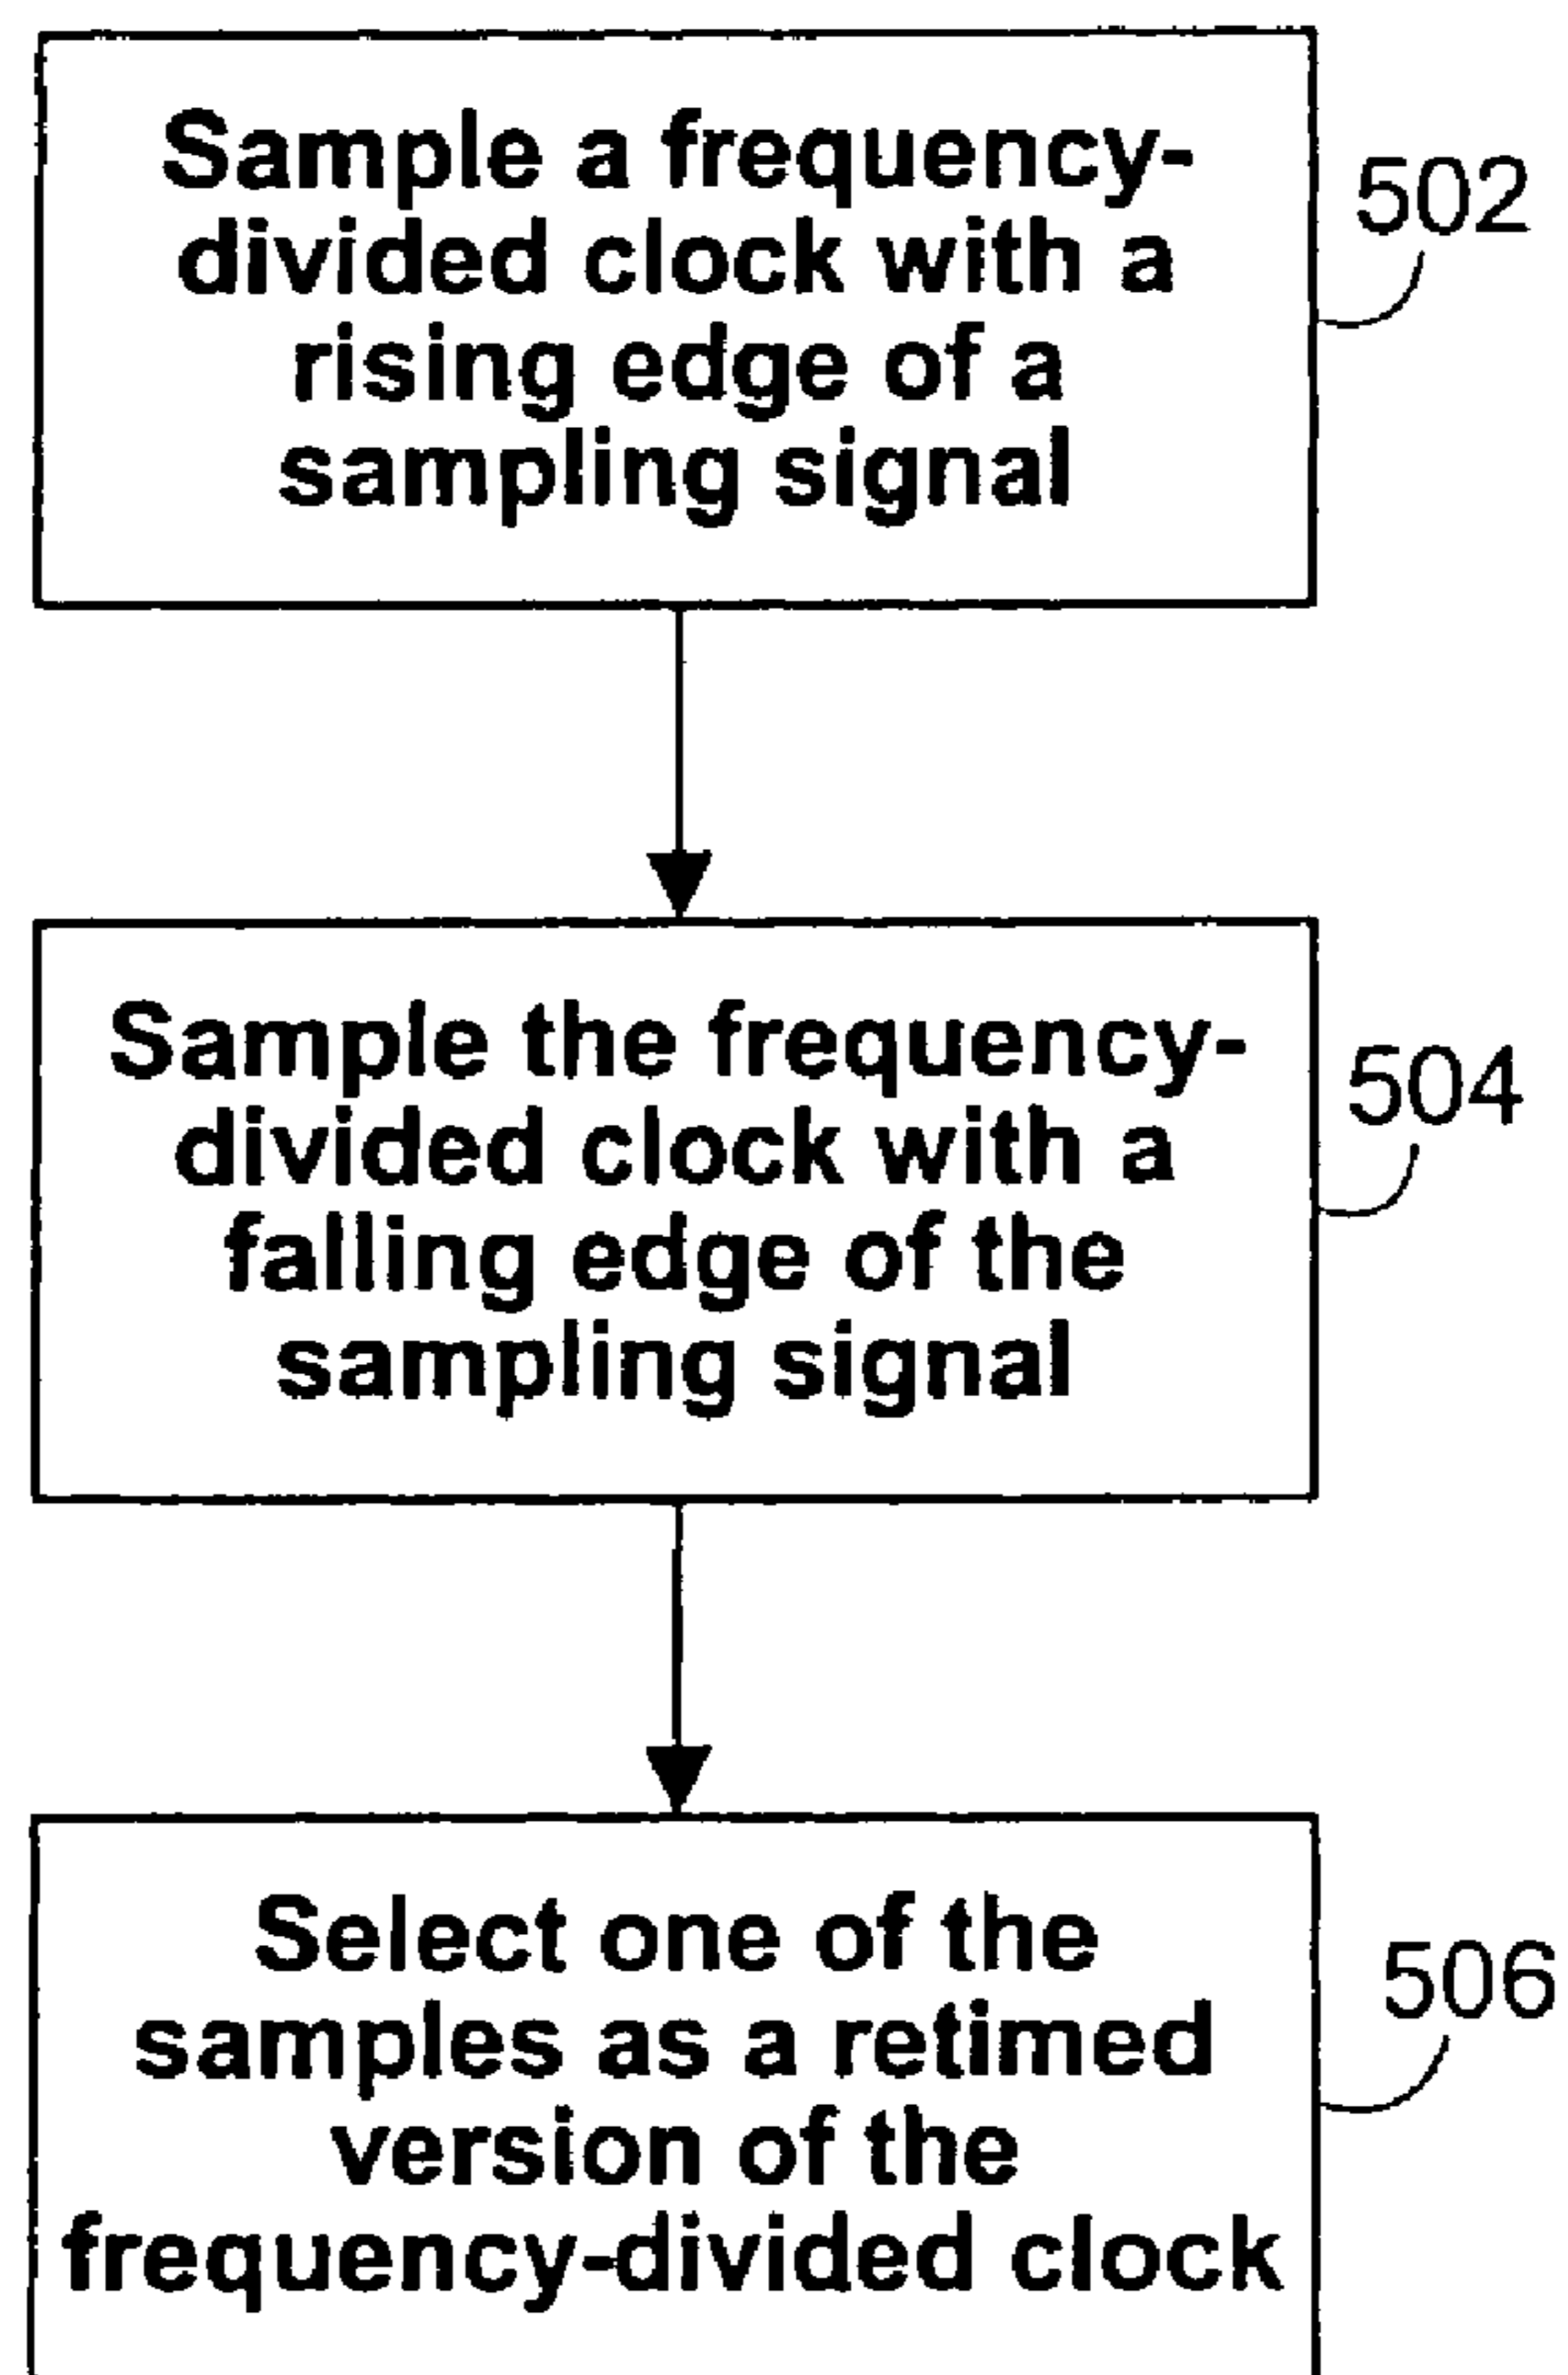 Sample a frequency-
divided clock with a
rising edge of a
sampling signal
502
Sample the frequency-
divided clock with a
falling edge of the
sampling signal
504
Select one of the
samples as a retimed
version of the
frequency-divided clock
506